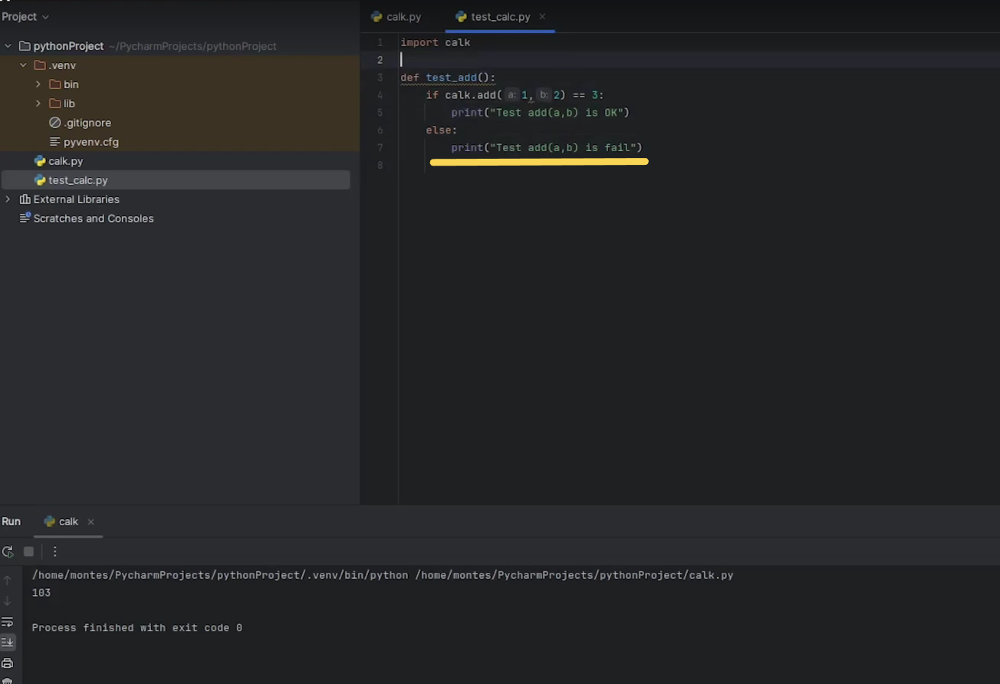 Project
pythonProject ~/PycharmProjects/pythonProject
.venv
bin
lib
.gitignore
pyvenv.cfg
calk.py
test_calc.py
External Libraries
Scratches and Consoles
calk.py test_calc.py
1 import calk
2
3 def test_add():
4 if calk.add( a: 1, b: 2) == 3:
5 print("Test add(a,b) is OK")
6 else:
7 print("Test add(a,b) is fail")
8
Run calk
/home/montes/PycharmProjects/pythonProject/.venv/bin/python /home/montes/PycharmProjects/pythonProject/calk.py
103
Process finished with exit code 0